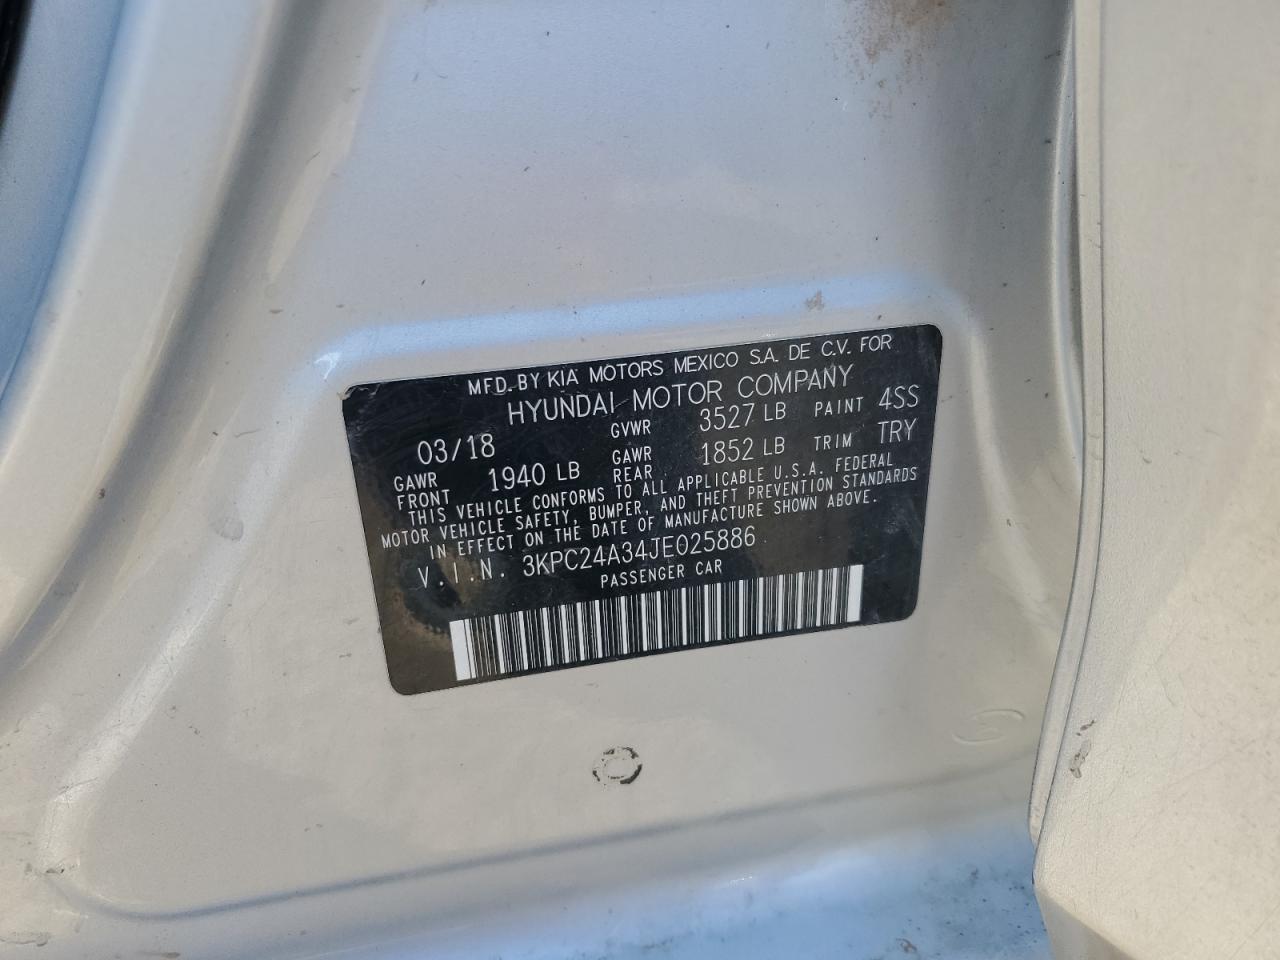 MFD. BY KIA MOTORS MEXICO S.A. DE C.V. FOR
HYUNDAI MOTOR COMPANY
03/18 GVWR 3527 LB PAINT 4SS
GAWR FRONT 1940 LB GAWR REAR 1852 LB TRIM TRY
THIS VEHICLE CONFORMS TO ALL APPLICABLE U.S.A. FEDERAL
MOTOR VEHICLE SAFETY, BUMPER, AND THEFT PREVENTION STANDARDS
IN EFFECT ON THE DATE OF MANUFACTURE SHOWN ABOVE.
V.I.N. 3KPC24A34JE025886
PASSENGER CAR